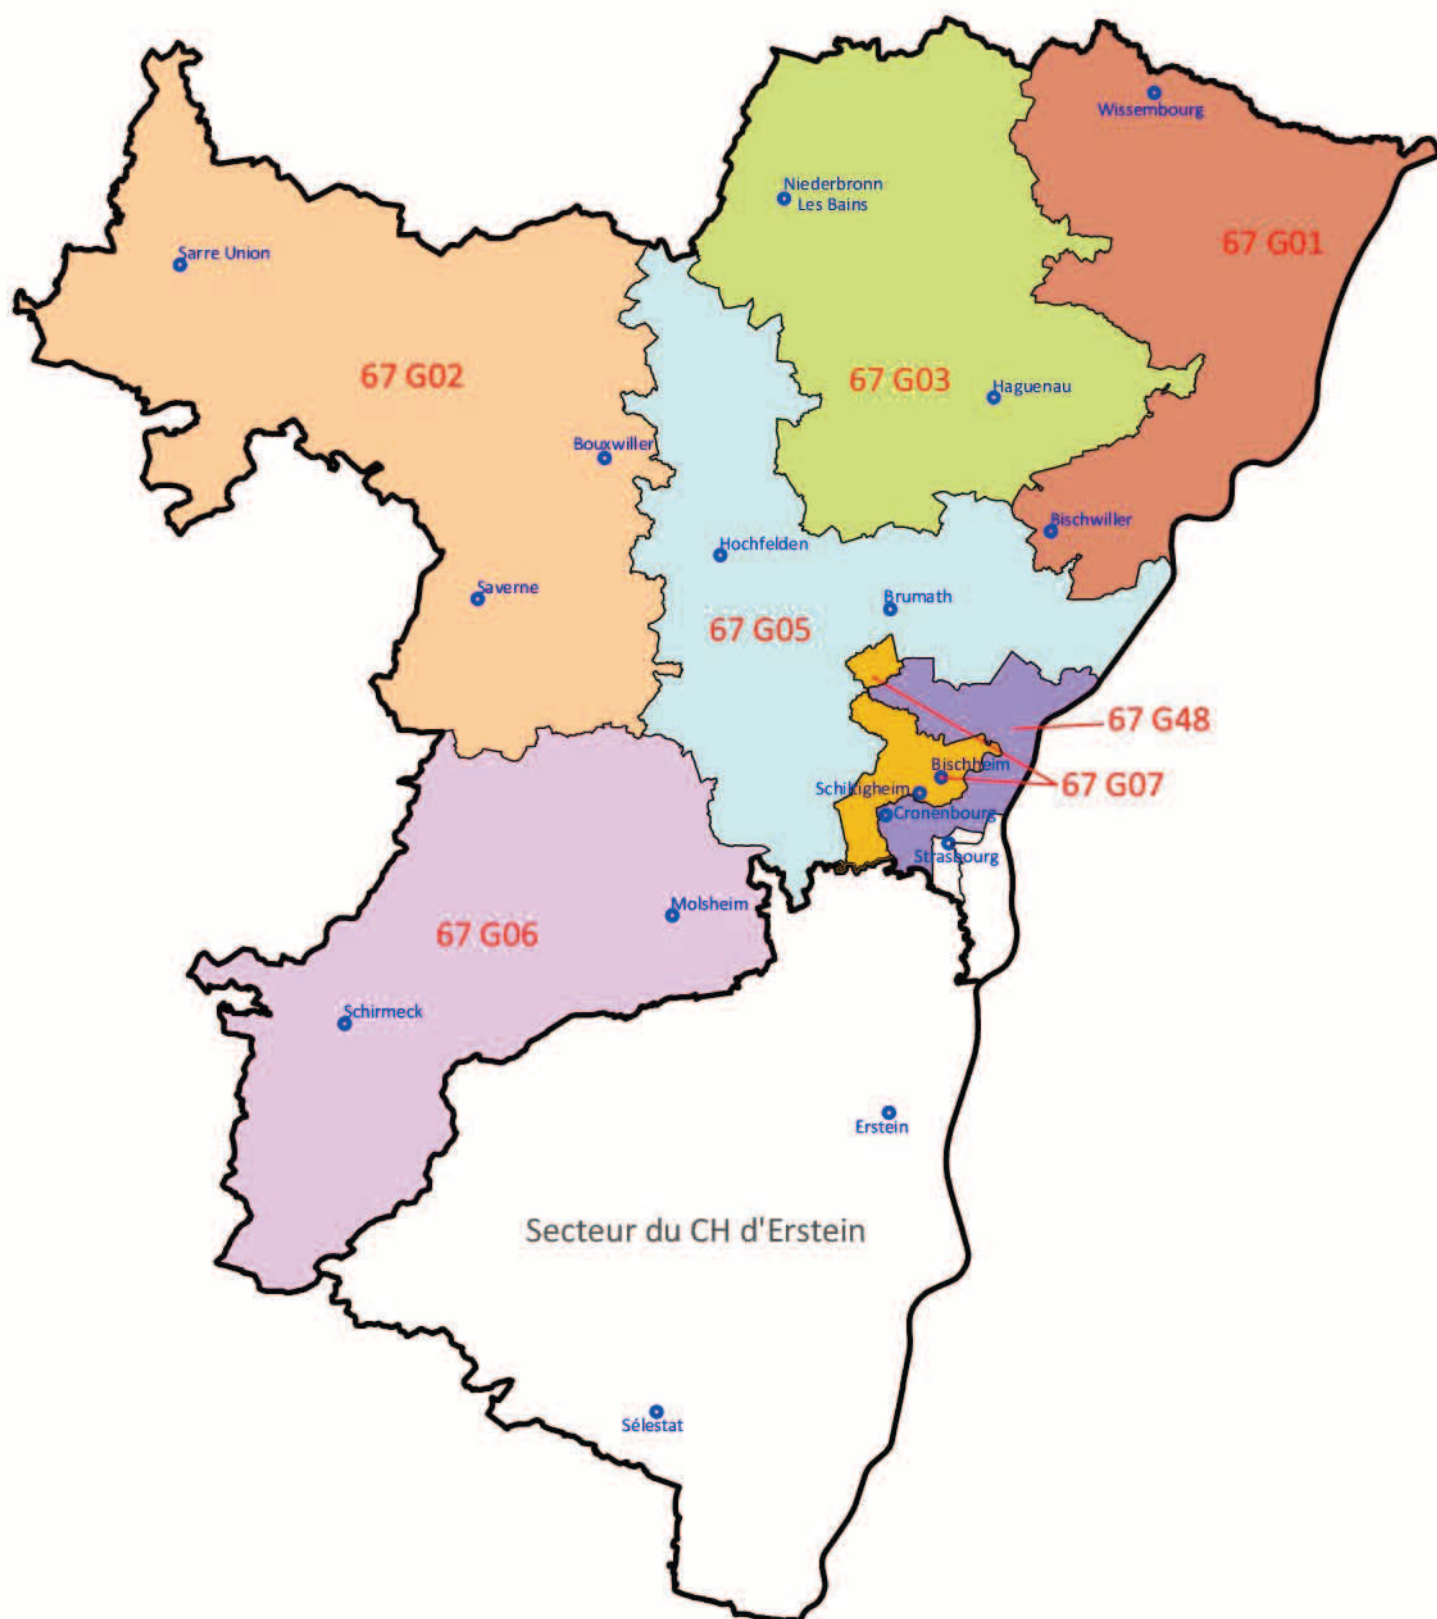 Wissembourg
Niederbronn
Les Bains
67 G01
Sarre Union
67 G02
67 G03
Haguenau
Bouxwiller
Bischwiller
Hochfelden
Saverne
Brumath
67 G05
67 G48
Bischheim
67 G07
Schiltigheim
Cronenbourg
Strasbourg
Molsheim
67 G06
Schirmeck
Erstein
Secteur du CH d'Erstein
Sélestat